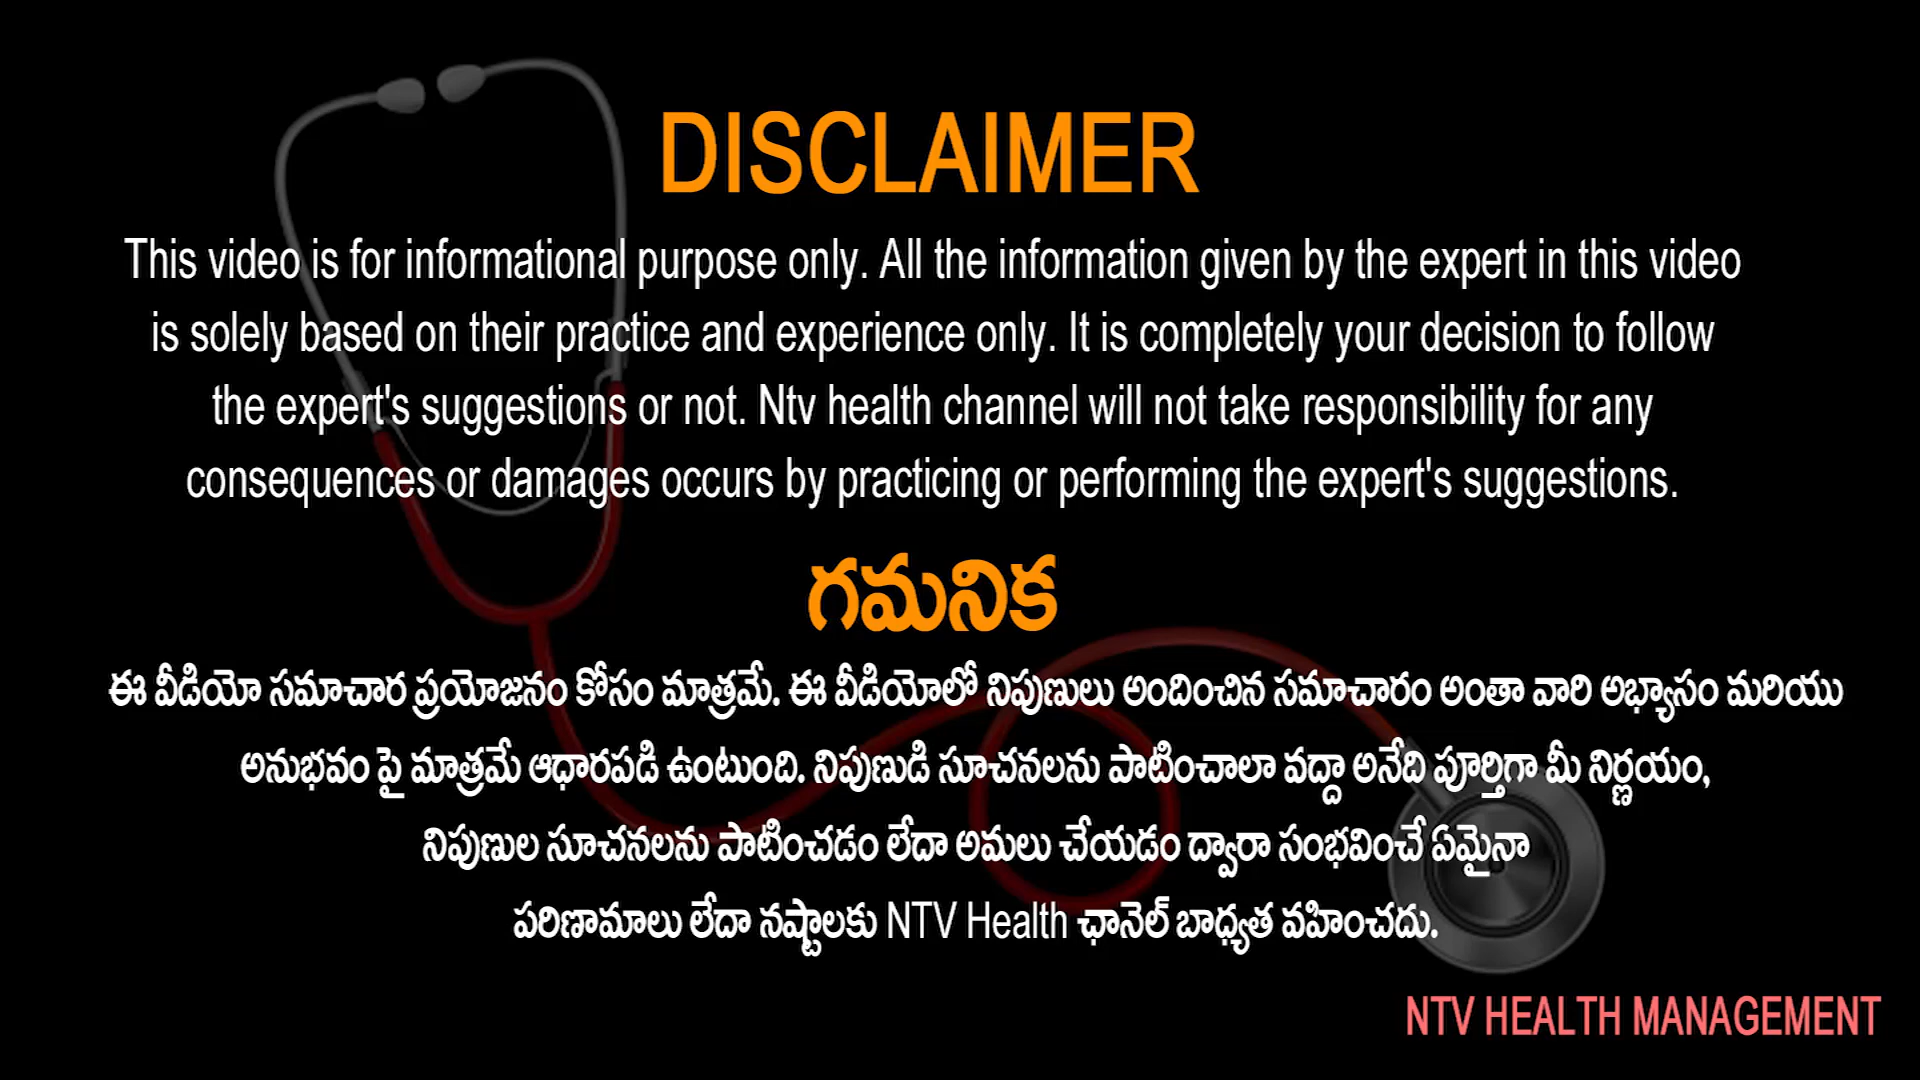 DISCLAIMER
This video is for informational purpose only. All the information given by the expert in this video
is solely based on their practice and experience only. It is completely your decision to follow
the expert's suggestions or not. Ntv health channel will not take responsibility for any
consequences or damages occurs by practicing or performing the expert's suggestions.
గమనిక
ఈ వీడియో సమాచార ప్రయోజనం కోసం మాత్రమే. ఈ వీడియోలో నిపుణులు అందించిన సమాచారం అంతా వారి అభ్యాసం మరియు
అనుభవం పై మాత్రమే ఆధారపడి ఉంటుంది. నిపుణుడి సూచనలను పాటించాలా వద్దా అనేది పూర్తిగా మీ నిర్ణయం,
నిపుణుల సూచనలను పాటించడం లేదా అమలు చేయడం ద్వారా సంభవించే ఏమైనా
పరిణామాలు లేదా నష్టాలకు NTV Health ఛానెల్ బాధ్యత వహించదు.
NTV HEALTH MANAGEMENT